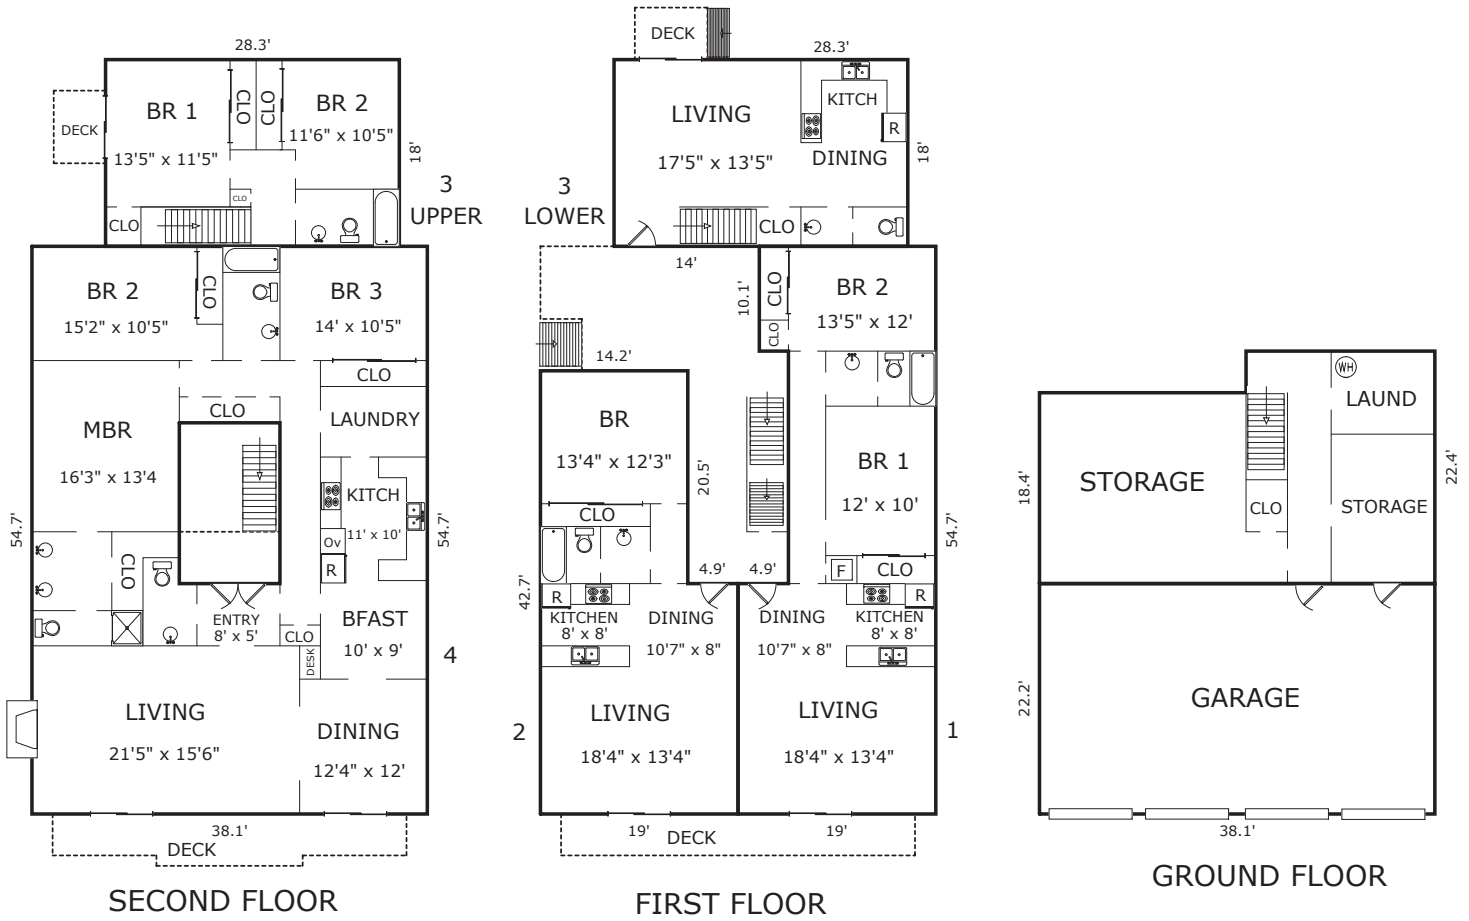 28.3'
DECK
BR 1
13'5" x 11'5"
CLO
CLO
BR 2
11'6" x 10'5"
18'
CLO
CLO
3
UPPER
BR 2
15'2" x 10'5"
CLO
BR 3
14' x 10'5"
CLO
CLO
LAUNDRY
MBR
16'3" x 13'4
KITCH
11' x 10'
Ov
R
54.7'
54.7'
CLO
ENTRY
8' x 5'
CLO
BFAST
10' x 9'
DESK
4
LIVING
21'5" x 15'6"
DINING
12'4" x 12'
38.1'
DECK
SECOND FLOOR
DECK
28.3'
LIVING
17'5" x 13'5"
KITCH
R
DINING
18'
3
LOWER
CLO
14'
10.1'
CLO
CLO
BR 2
13'5" x 12'
14.2'
BR
13'4" x 12'3"
20.5'
BR 1
12' x 10'
CLO
54.7'
4.9'
4.9'
F
CLO
42.7'
R
KITCHEN
8' x 8'
DINING
10'7" x 8"
DINING
10'7" x 8"
R
KITCHEN
8' x 8'
2
LIVING
18'4" x 13'4"
LIVING
18'4" x 13'4"
1
19'
DECK
19'
FIRST FLOOR
WH
LAUND
18.4'
STORAGE
CLO
STORAGE
22.4'
22.2'
GARAGE
38.1'
GROUND FLOOR